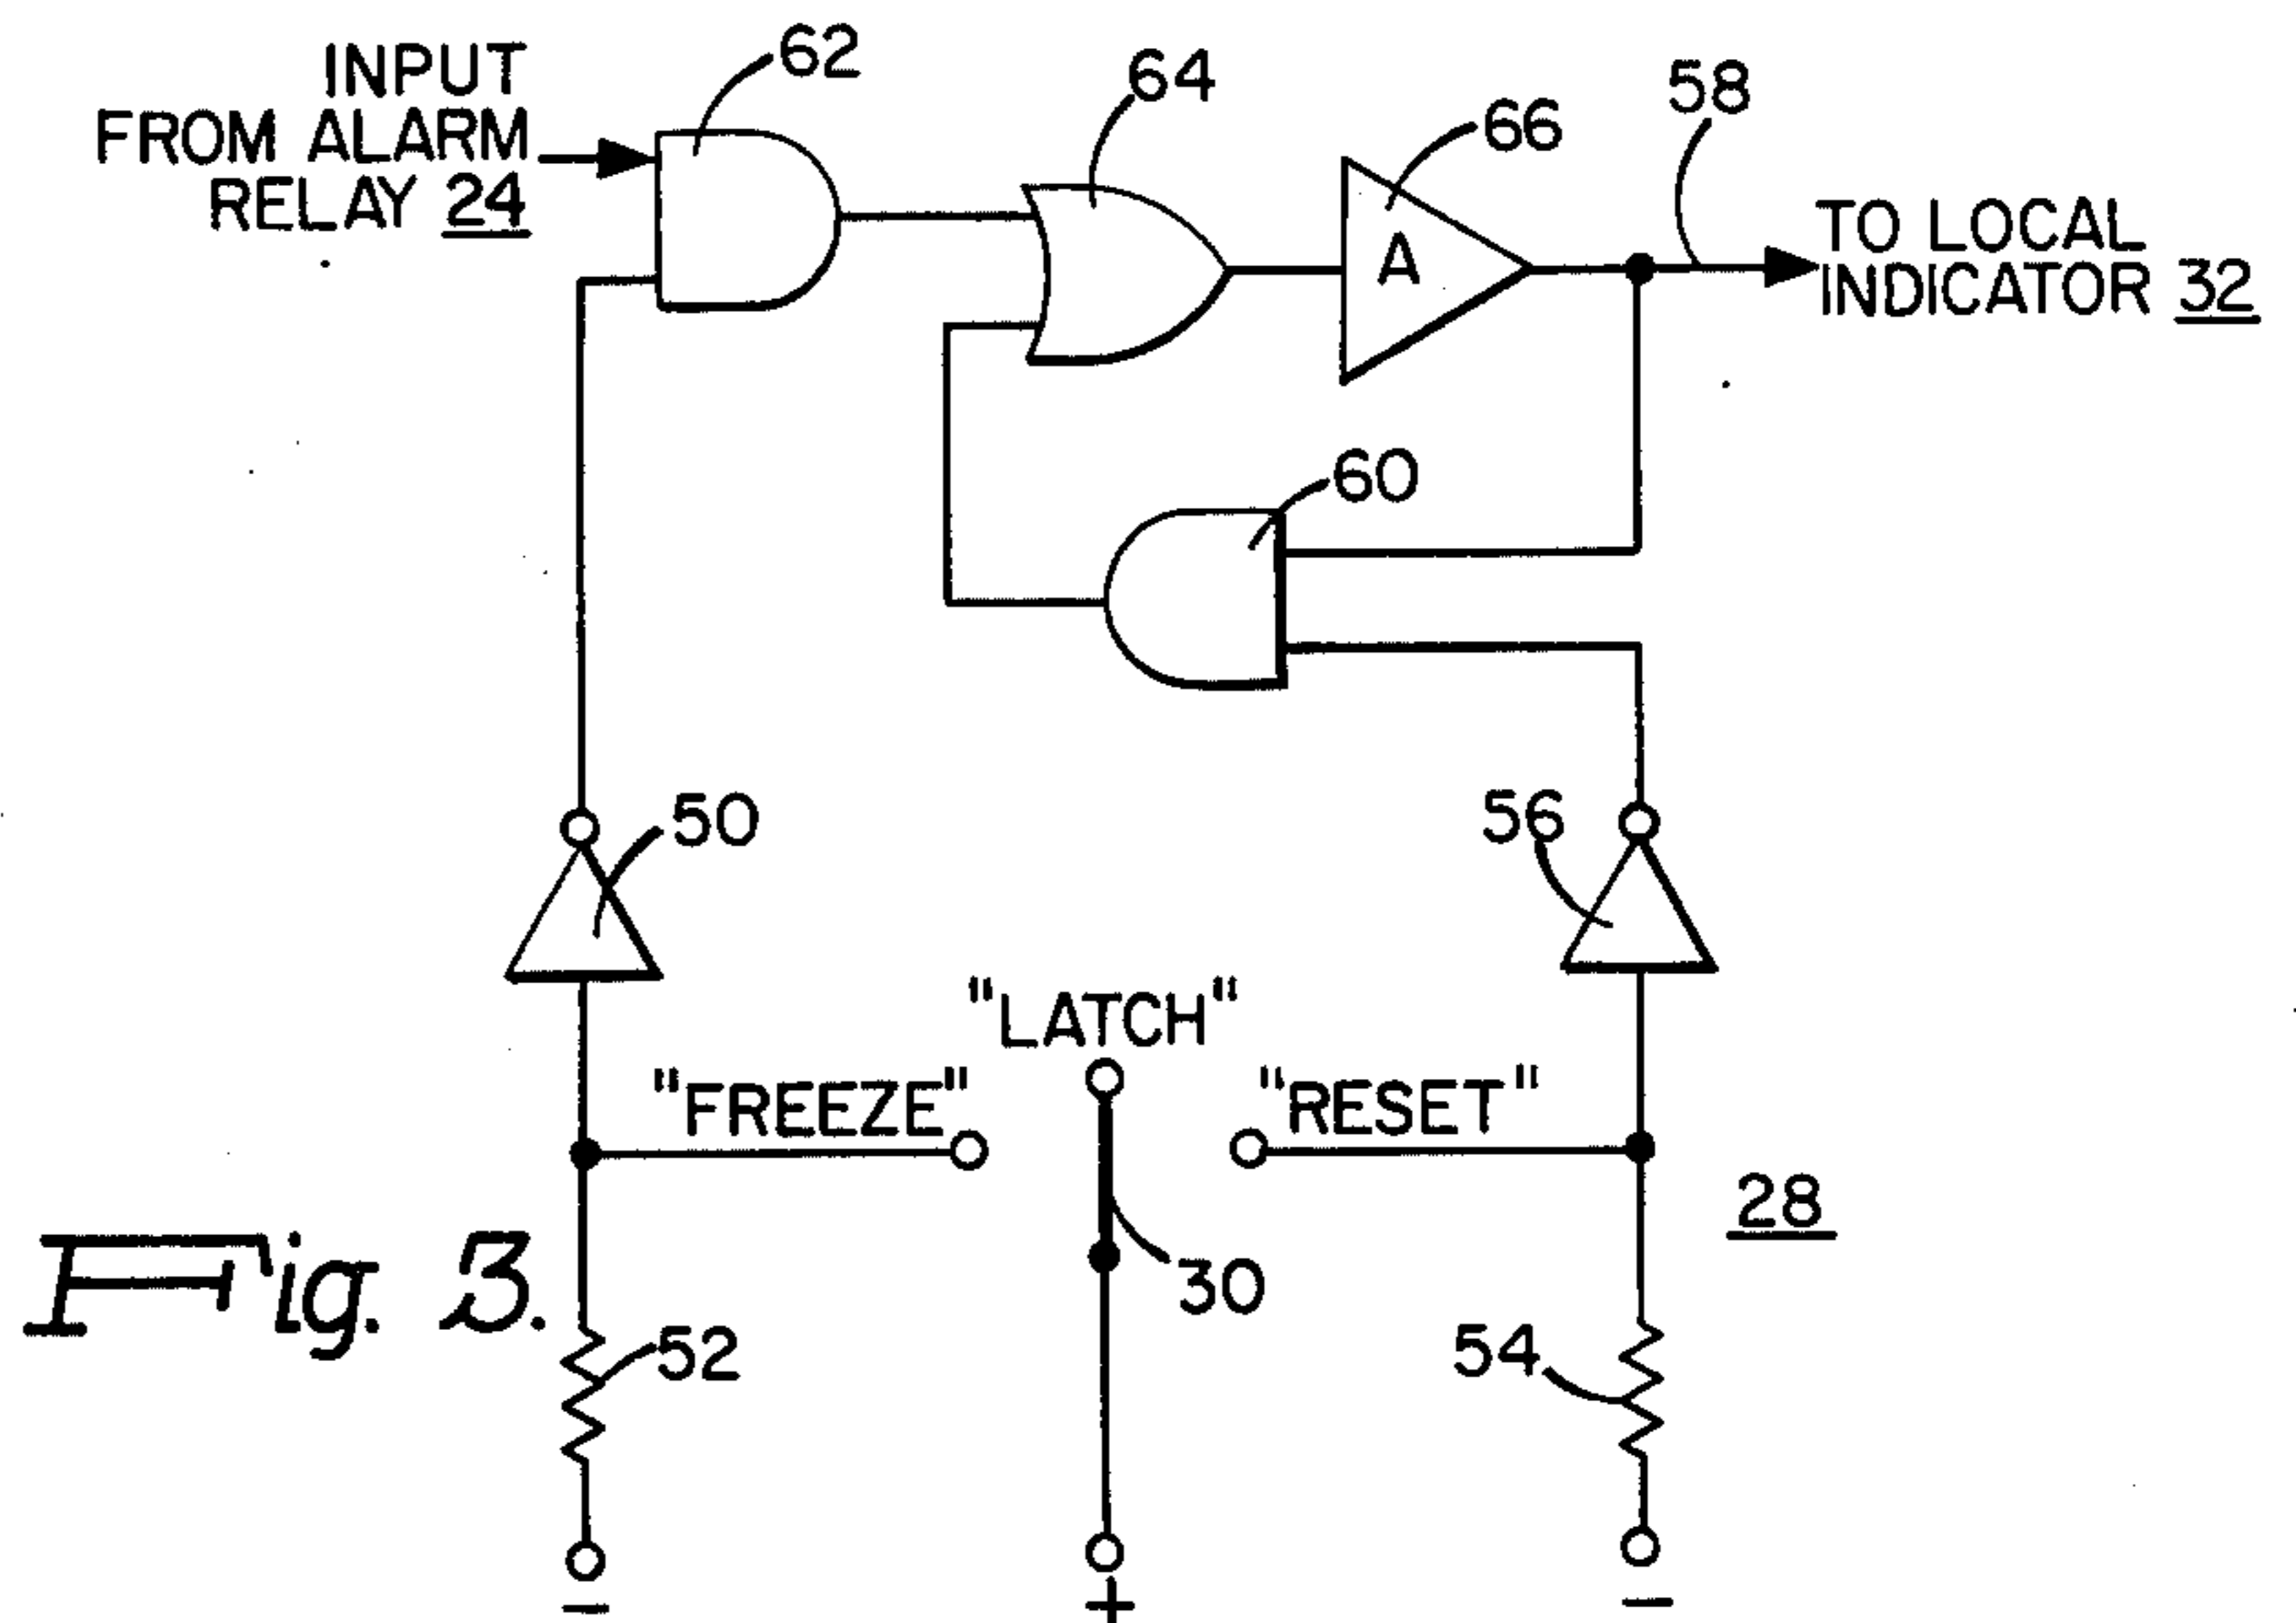 INPUT
FROM ALARM
RELAY 24
62
64
66
58
A
TO LOCAL
INDICATOR 32
60
50
56
"LATCH"
"FREEZE"
"RESET"
28
30
Fig. 3.
52
54
−
+
−